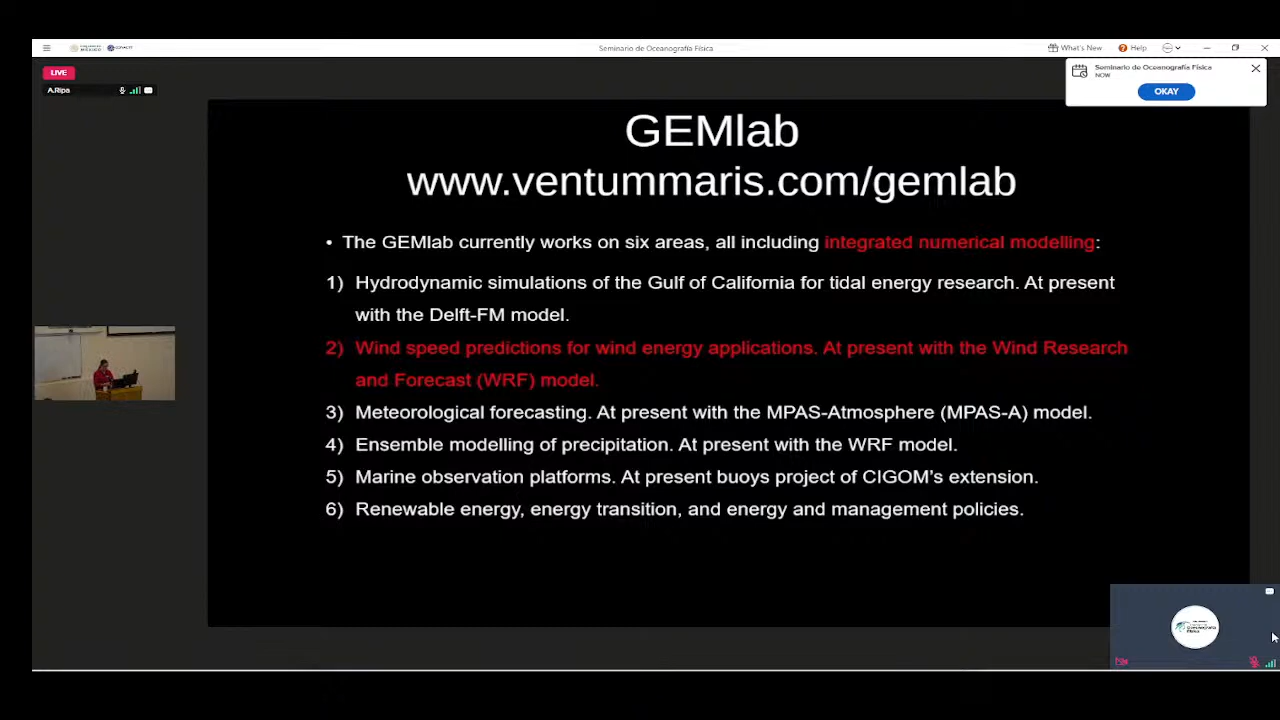 Seminario de Oceanografía Física
What's New
Help
LIVE
A.Ripa
Seminario de Oceanografía Física
NOW
OKAY
GEMlab
www.ventummaris.com/gemlab
• The GEMlab currently works on six areas, all including integrated numerical modelling:
1) Hydrodynamic simulations of the Gulf of California for tidal energy research. At present
with the Delft-FM model.
2) Wind speed predictions for wind energy applications. At present with the Wind Research
and Forecast (WRF) model.
3) Meteorological forecasting. At present with the MPAS-Atmosphere (MPAS-A) model.
4) Ensemble modelling of precipitation. At present with the WRF model.
5) Marine observation platforms. At present buoys project of CIGOM's extension.
6) Renewable energy, energy transition, and energy and management policies.